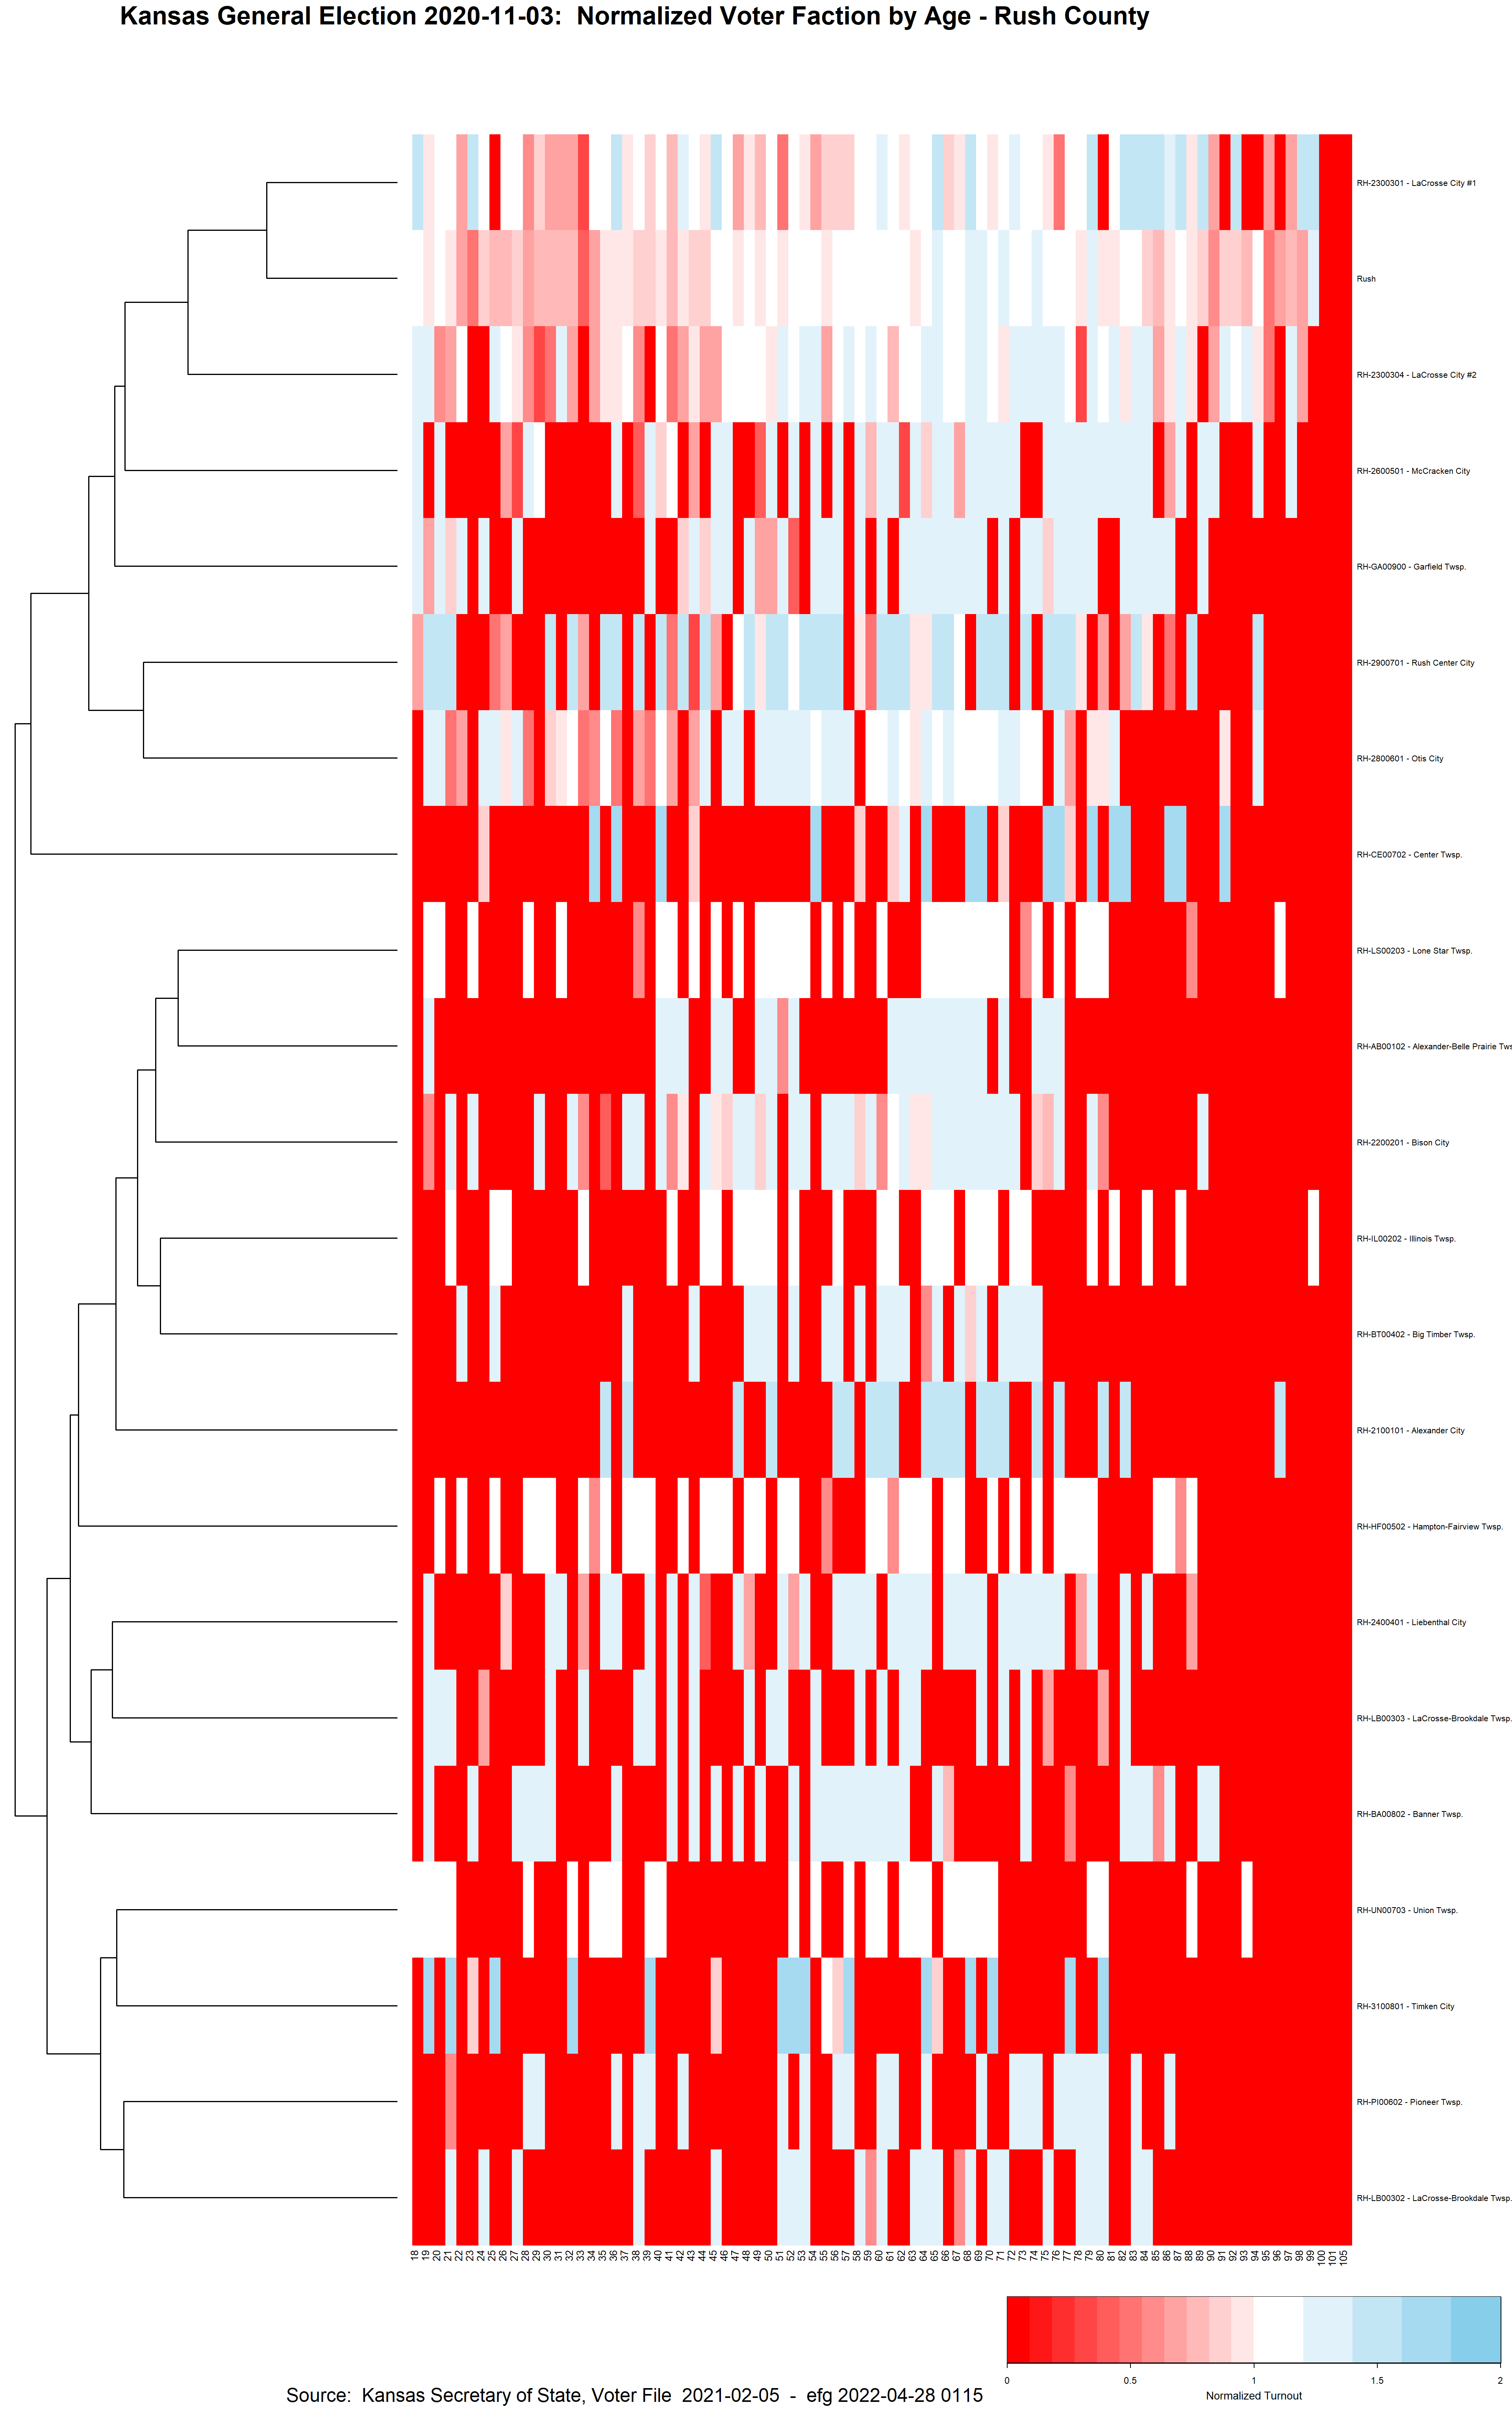 Kansas General Election 2020-11-03:  Normalized Voter Faction by Age - Rush County
RH-2300301 - LaCrosse City #1
Rush
RH-2300304 - LaCrosse City #2
RH-2600501 - McCracken City
RH-GA00900 - Garfield Twsp.
RH-2900701 - Rush Center City
RH-2800601 - Otis City
RH-CE00702 - Center Twsp.
RH-LS00203 - Lone Star Twsp.
RH-AB00102 - Alexander-Belle Prairie Tws
RH-2200201 - Bison City
RH-IL00202 - Illinois Twsp.
RH-BT00402 - Big Timber Twsp.
RH-2100101 - Alexander City
RH-HF00502 - Hampton-Fairview Twsp.
RH-2400401 - Liebenthal City
RH-LB00303 - LaCrosse-Brookdale Twsp.
RH-BA00802 - Banner Twsp.
RH-UN00703 - Union Twsp.
RH-3100801 - Timken City
RH-PI00602 - Pioneer Twsp.
RH-LB00302 - LaCrosse-Brookdale Twsp.
18 19 20 21 22 23 24 25 26 27 28 29 30 31 32 33 34 35 36 37 38 39 40 41 42 43 44 45 46 47 48 49 50 51 52 53 54 55 56 57 58 59 60 61 62 63 64 65 66 67 68 69 70 71 72 73 74 75 76 77 78 79 80 81 82 83 84 85 86 87 88 89 90 91 92 93 94 95 96 97 98 99 100 101 105
0 0.5 1 1.5 2
Normalized Turnout
Source:  Kansas Secretary of State, Voter File  2021-02-05  -  efg 2022-04-28 0115